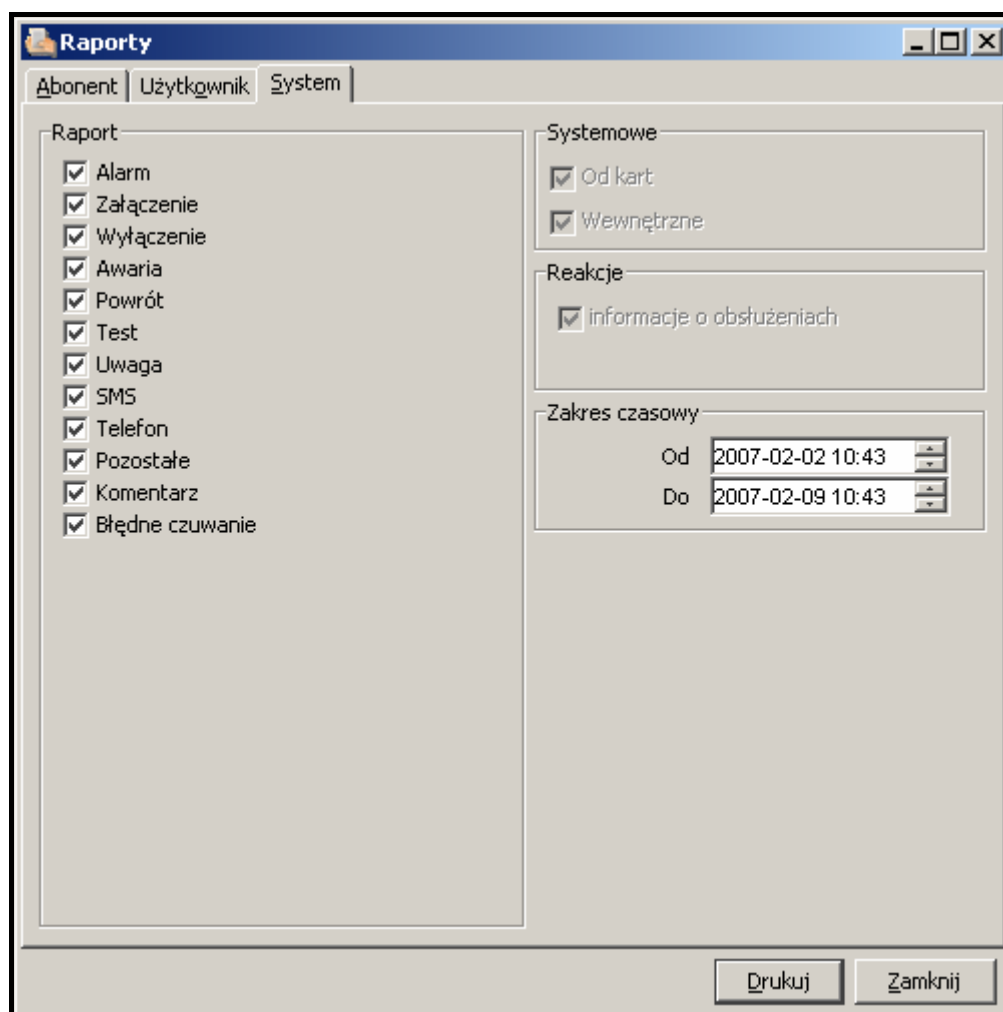 Raporty
Abonent
Użytkownik
System
Raport
Alarm
Załączenie
Wyłączenie
Awaria
Powrót
Test
Uwaga
SMS
Telefon
Pozostałe
Komentarz
Błędne czuwanie
Systemowe
Od kart
Wewnętrzne
Reakcje
informacje o obsłużeniach
Zakres czasowy
Od 2007-02-02 10:43
Do 2007-02-09 10:43
Drukuj
Zamknij